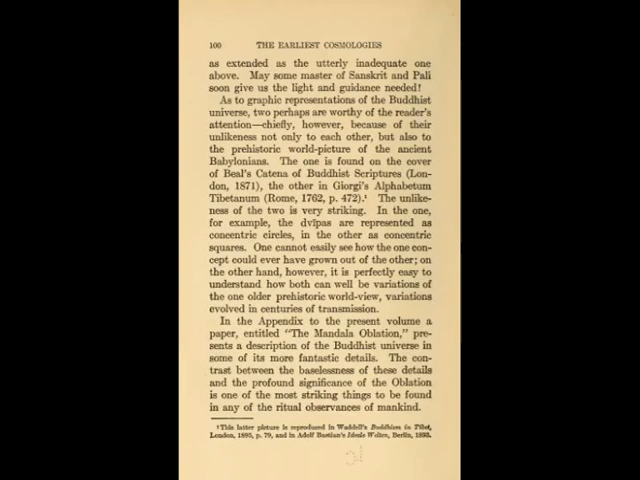 100 THE EARLIEST COSMOLOGIES
as extended as the utterly inadequate one
above. May some master of Sanskrit and Pali
soon give us the light and guidance needed!
As to graphic representations of the Buddhist
universe, two perhaps are worthy of the reader's
attention—chiefly, however, because of their
unlikeness not only to each other, but also to
the prehistoric world-picture of the ancient
Babylonians. The one is found on the cover
of Beal's Catena of Buddhist Scriptures (Lon-
don, 1871), the other in Giorgi's Alphabetum
Tibetanum (Rome, 1762, p. 472).¹ The unlike-
ness of the two is very striking. In the one,
for example, the dvīpas are represented as
concentric circles, in the other as concentric
squares. One cannot easily see how the one con-
cept could ever have grown out of the other; on
the other hand, however, it is perfectly easy to
understand how both can well be variations of
the one older prehistoric world-view, variations
evolved in centuries of transmission.
In the Appendix to the present volume a
paper, entitled "The Mandala Oblation," pre-
sents a description of the Buddhist universe in
some of its more fantastic details. The con-
trast between the baselessness of these details
and the profound significance of the Oblation
is one of the most striking things to be found
in any of the ritual observances of mankind.
¹This latter picture is reproduced in Waddell's Buddhism in Tibet,
London, 1895, p. 79, and in Adolf Bastian's Ideale Welten, Berlin, 1893.